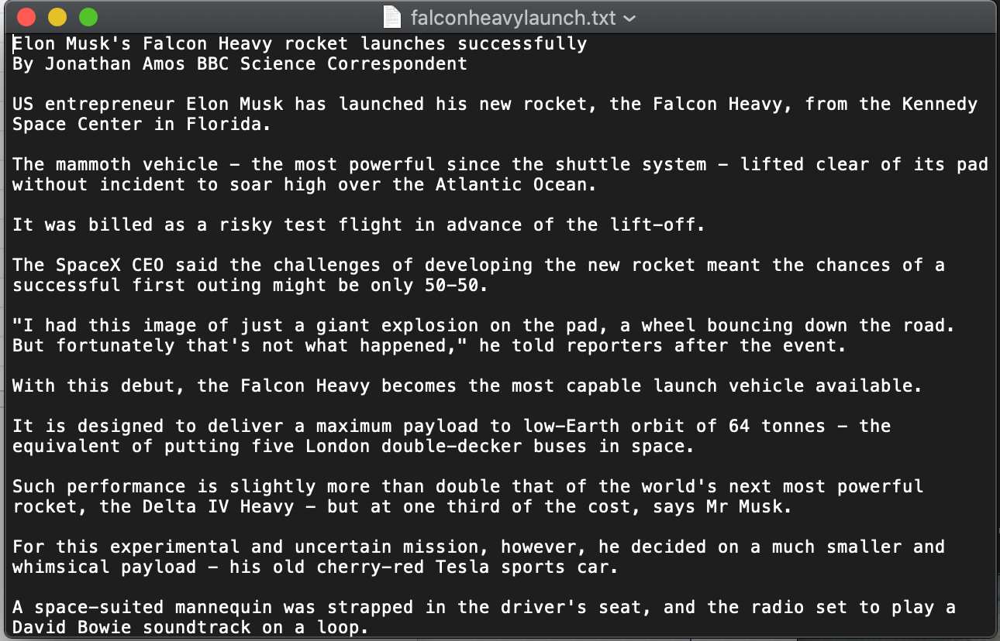 falconheavylaunch.txt
Elon Musk's Falcon Heavy rocket launches successfully
By Jonathan Amos BBC Science Correspondent
US entrepreneur Elon Musk has launched his new rocket, the Falcon Heavy, from the Kennedy
Space Center in Florida.
The mammoth vehicle – the most powerful since the shuttle system – lifted clear of its pad
without incident to soar high over the Atlantic Ocean.
It was billed as a risky test flight in advance of the lift-off.
The SpaceX CEO said the challenges of developing the new rocket meant the chances of a
successful first outing might be only 50-50.
"I had this image of just a giant explosion on the pad, a wheel bouncing down the road.
But fortunately that's not what happened," he told reporters after the event.
With this debut, the Falcon Heavy becomes the most capable launch vehicle available.
It is designed to deliver a maximum payload to low-Earth orbit of 64 tonnes – the
equivalent of putting five London double-decker buses in space.
Such performance is slightly more than double that of the world's next most powerful
rocket, the Delta IV Heavy – but at one third of the cost, says Mr Musk.
For this experimental and uncertain mission, however, he decided on a much smaller and
whimsical payload – his old cherry-red Tesla sports car.
A space-suited mannequin was strapped in the driver's seat, and the radio set to play a
David Bowie soundtrack on a loop.